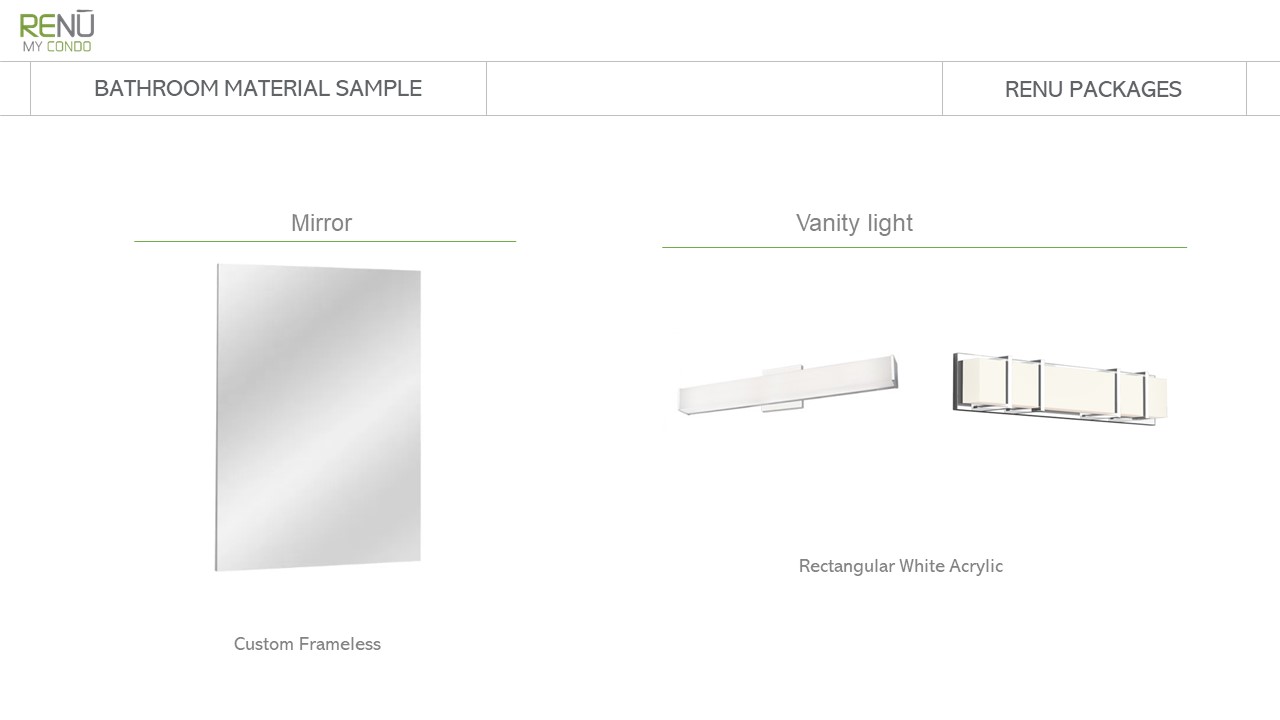 RENŪ
MY CONDO
BATHROOM MATERIAL SAMPLE
RENU PACKAGES
Mirror
Vanity light
Rectangular White Acrylic
Custom Frameless